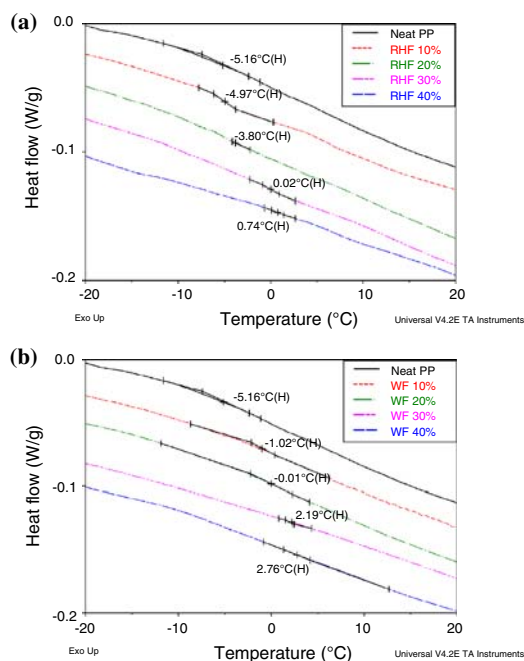 (a)
0.0
-0.1
-0.2
Heat flow (W/g)
Neat PP
RHF 10%
RHF 20%
RHF 30%
RHF 40%
-5.16°C(H)
-4.97°C(H)
-3.80°C(H)
0.02°C(H)
0.74°C(H)
-20
-10
0
10
20
Exo Up
Temperature (°C)
Universal V4.2E TA Instruments
(b)
0.0
-0.1
-0.2
Heat flow (W/g)
Neat PP
WF 10%
WF 20%
WF 30%
WF 40%
-5.16°C(H)
-1.02°C(H)
-0.01°C(H)
2.19°C(H)
2.76°C(H)
-20
-10
0
10
20
Exo Up
Temperature (°C)
Universal V4.2E TA Instruments